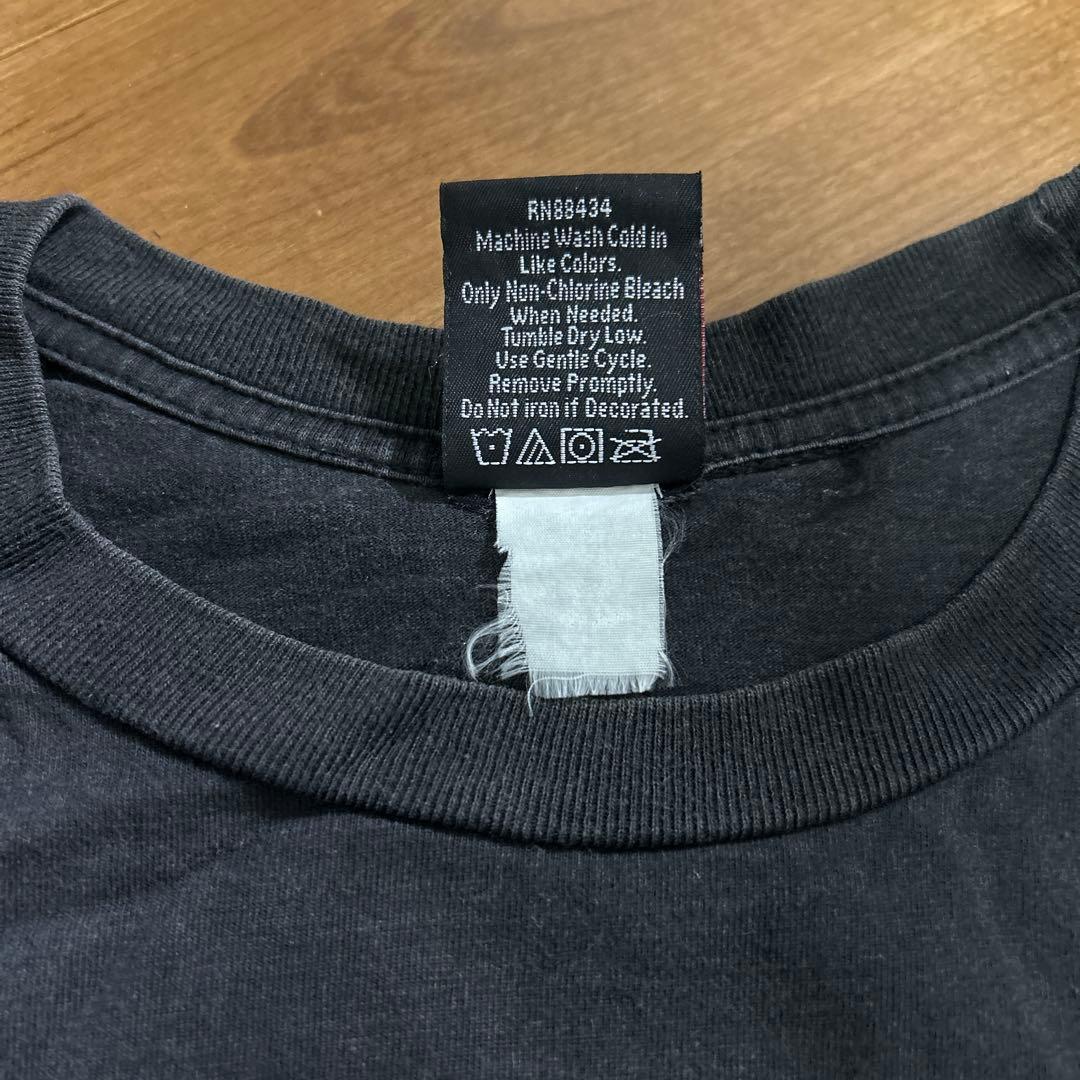 RN88434
Machine Wash Cold in
Like Colors.
Only Non-Chlorine Bleach
When Needed.
Tumble Dry Low.
Use Gentle Cycle.
Remove Promptly.
Do Not iron if Decorated.